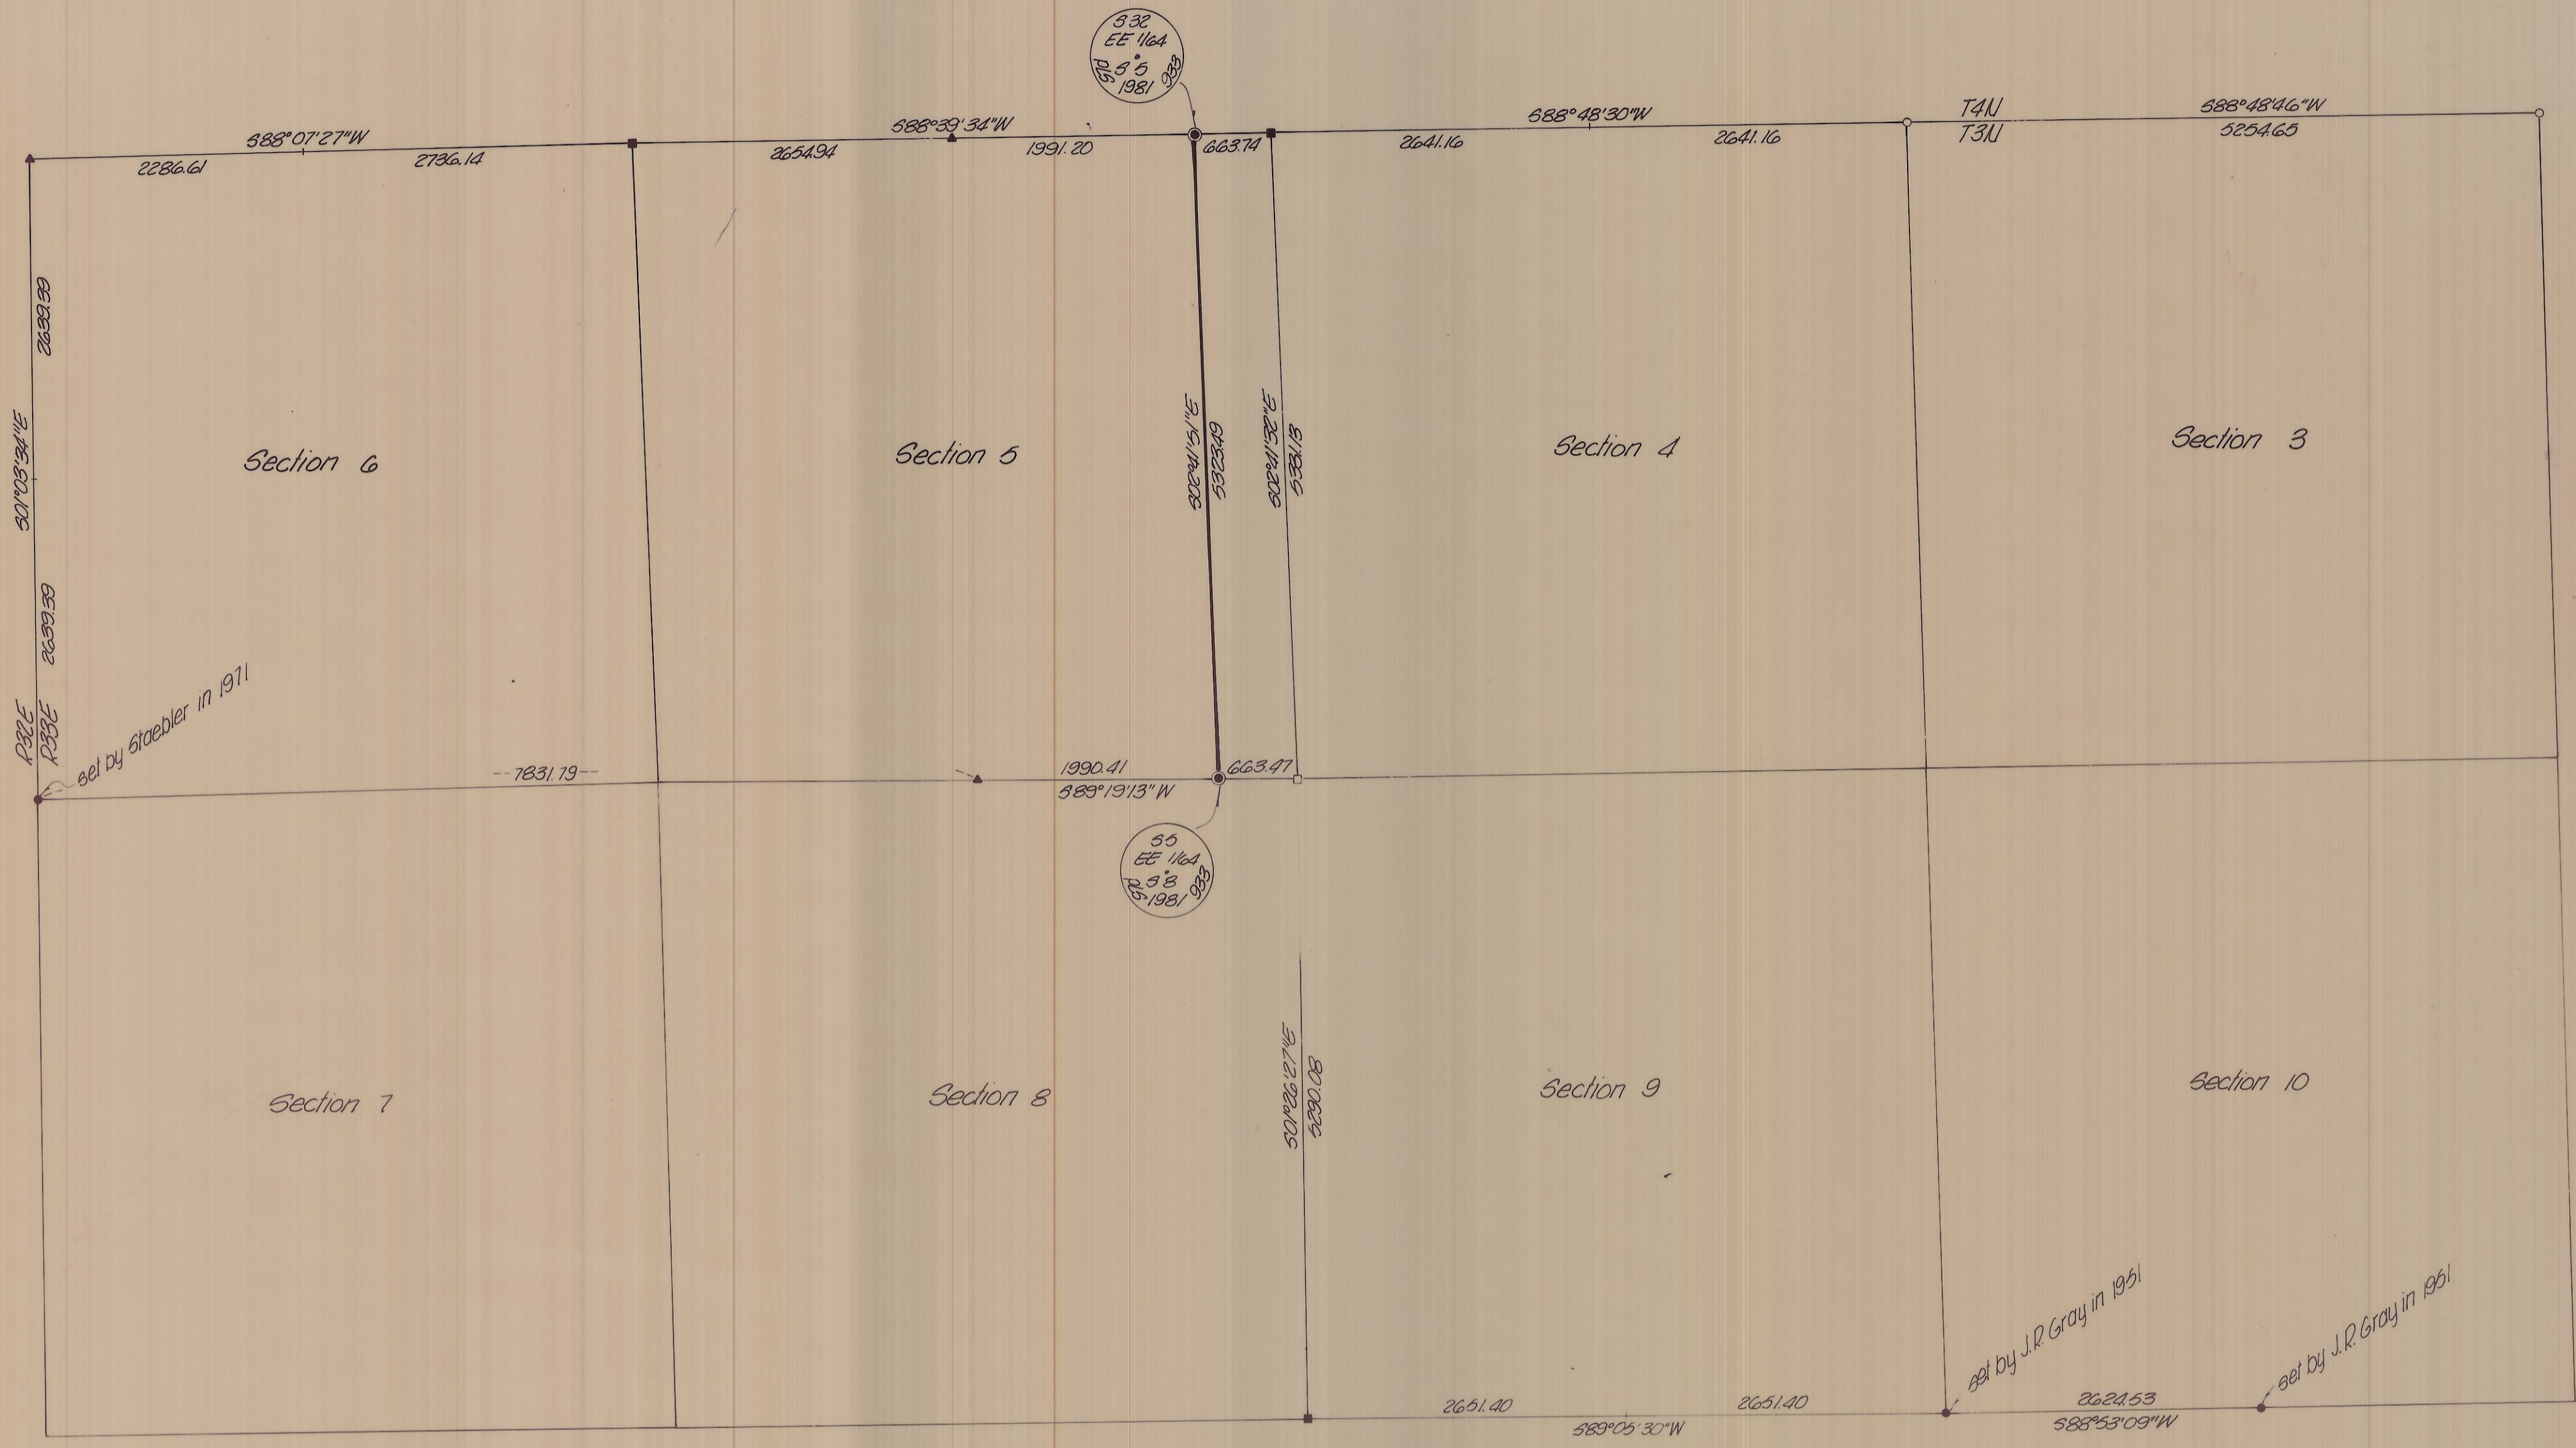 S 32
EE 1/64
S 5
1981
PLS 933
S88°07'27"W
2286.61
2736.14
S88°39'34"W
2654.94
1991.20
663.74
S88°48'30"W
2641.16
2641.16
T4N
T3N
S88°48'46"W
5254.65
2639.39
S01°03'34"E
2639.39
R32E
R33E
set by Staebler in 1971
Section 6
Section 5
S02°41'51"E
5323.49
S02°41'32"E
Section 4
Section 3
--7831.79--
1990.41
S89°19'13"W
663.47
S5
EE 1/64
S 8
1981
PLS 933
Section 7
Section 8
S01°26'27"E
5290.08
Section 9
Section 10
2651.40
2651.40
S89°05'30"W
set by J.R. Gray in 1951
2624.53
S88°53'09"W
set by J.R. Gray in 1951